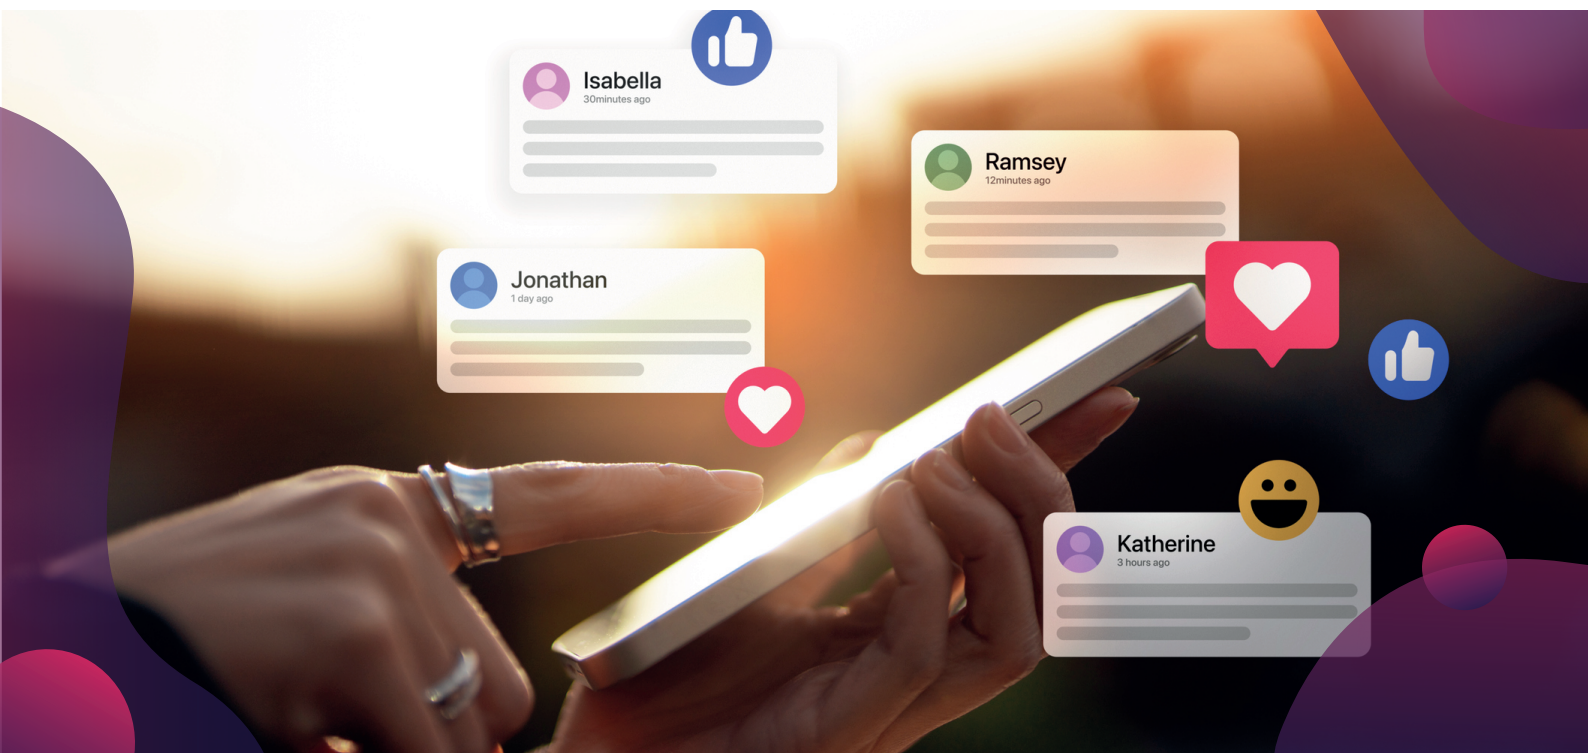 Isabella
30minutes ago
Ramsey
12minutes ago
Jonathan
1 day ago
Katherine
3 hours ago